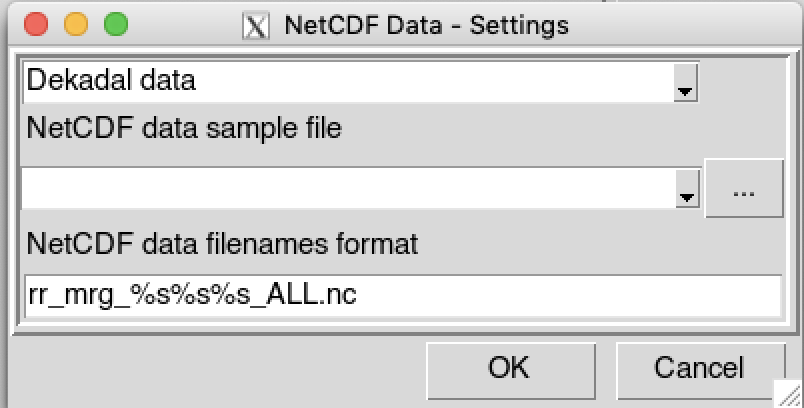 NetCDF Data - Settings
Dekadal data
NetCDF data sample file
...
NetCDF data filenames format
rr_mrg_%s%s%s_ALL.nc
OK
Cancel